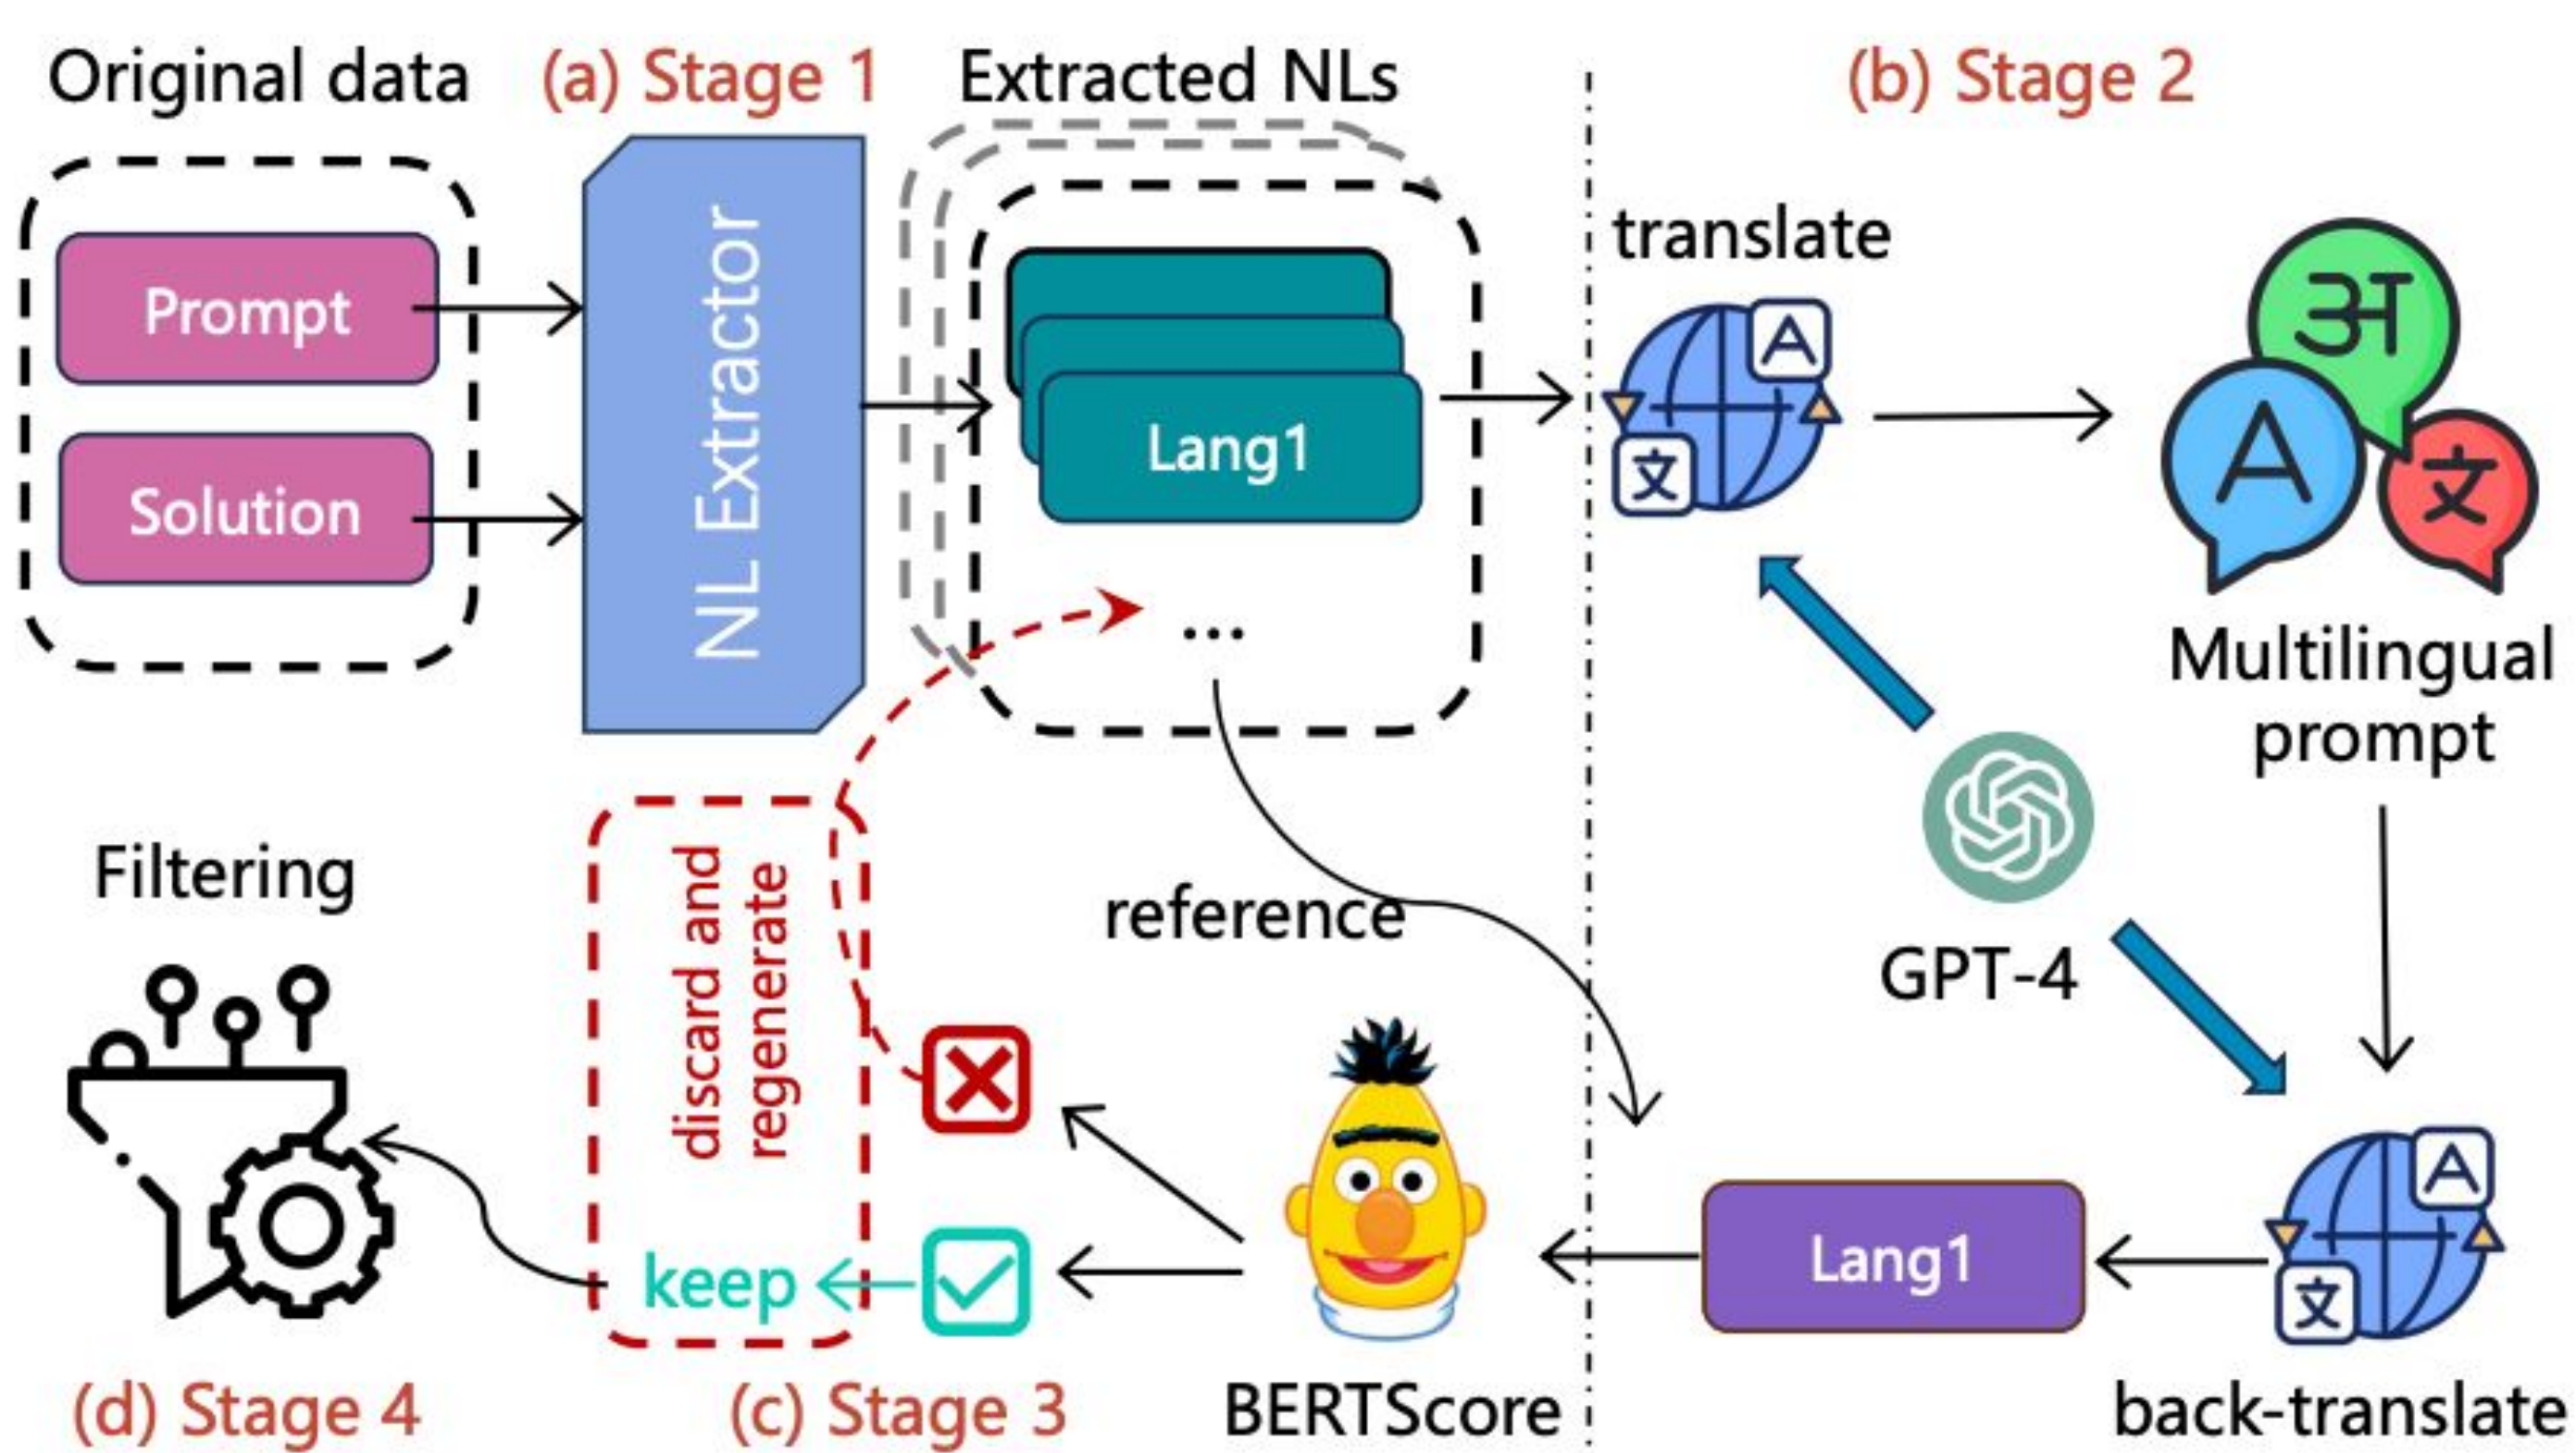 Original data
(a) Stage 1
Extracted NLs
(b) Stage 2
Prompt
Solution
NL Extractor
Lang1
...
translate
A
文
अ
A
文
Multilingual
prompt
GPT-4
reference
discard and
regenerate
keep
Filtering
Lang1
A
文
(d) Stage 4
(c) Stage 3
BERTScore
back-translate